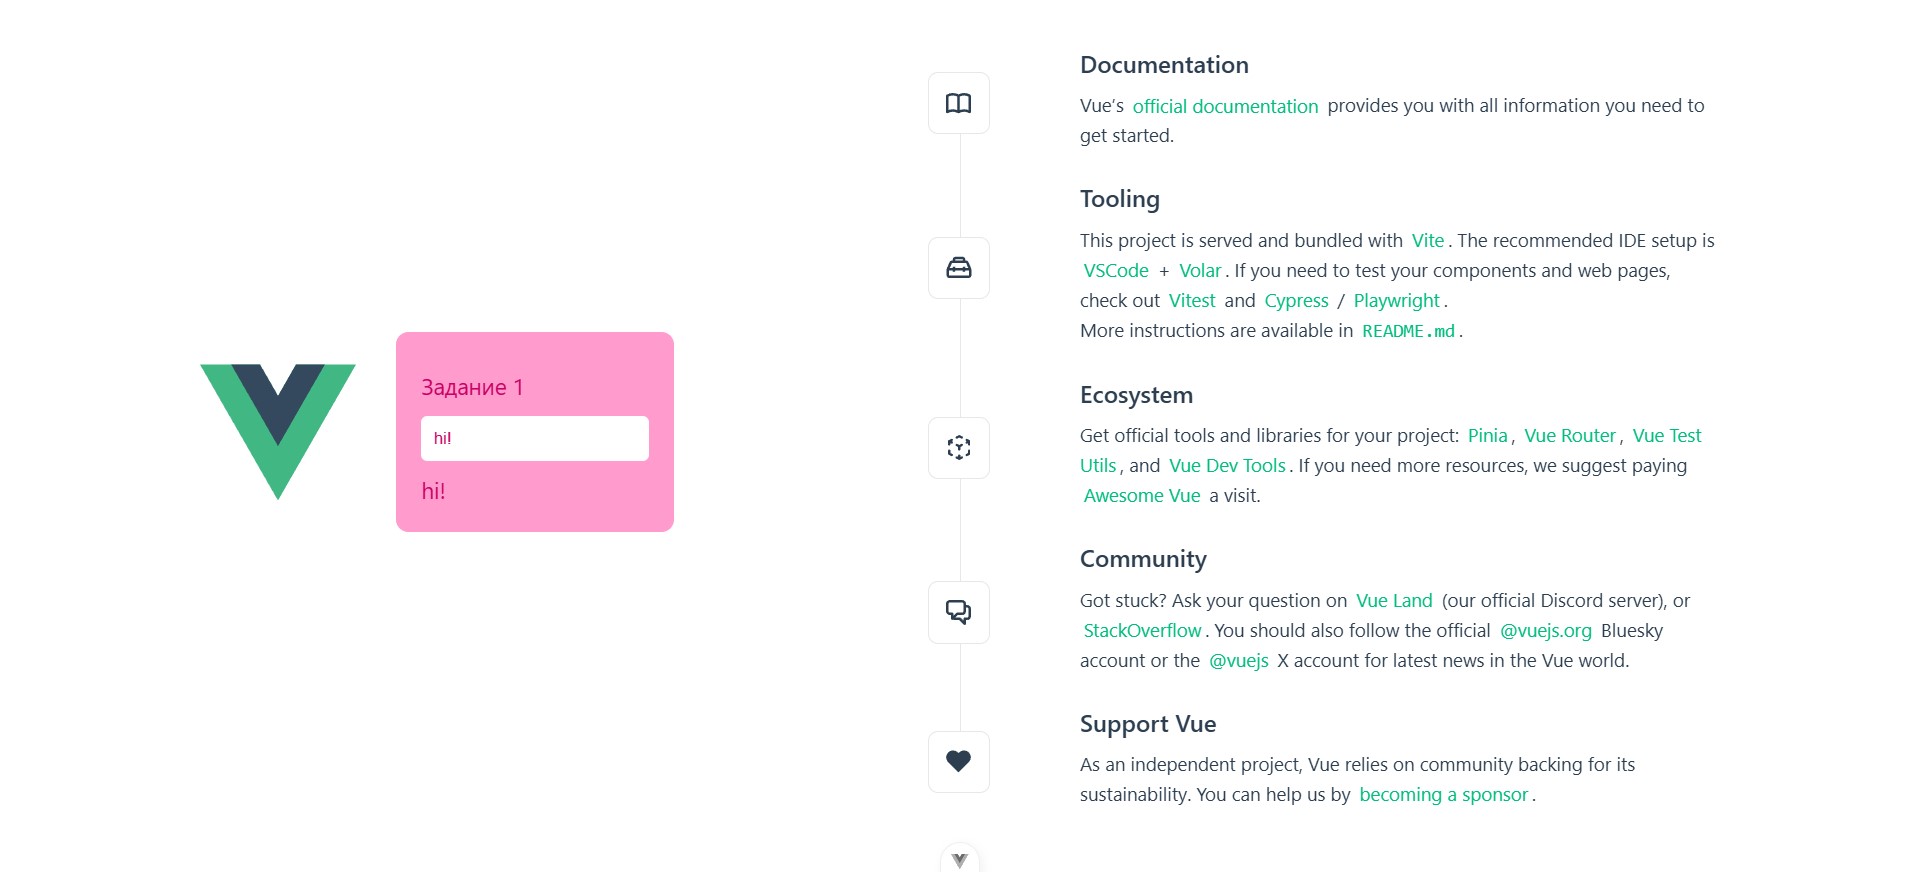 Задание 1
hi!
hi!
Documentation
Vue’s official documentation provides you with all information you need to
get started.
Tooling
This project is served and bundled with Vite. The recommended IDE setup is
VSCode + Volar. If you need to test your components and web pages,
check out Vitest and Cypress / Playwright.
More instructions are available in README.md.
Ecosystem
Get official tools and libraries for your project: Pinia, Vue Router, Vue Test
Utils, and Vue Dev Tools. If you need more resources, we suggest paying
Awesome Vue a visit.
Community
Got stuck? Ask your question on Vue Land (our official Discord server), or
StackOverflow. You should also follow the official @vuejs.org Bluesky
account or the @vuejs X account for latest news in the Vue world.
Support Vue
As an independent project, Vue relies on community backing for its
sustainability. You can help us by becoming a sponsor.